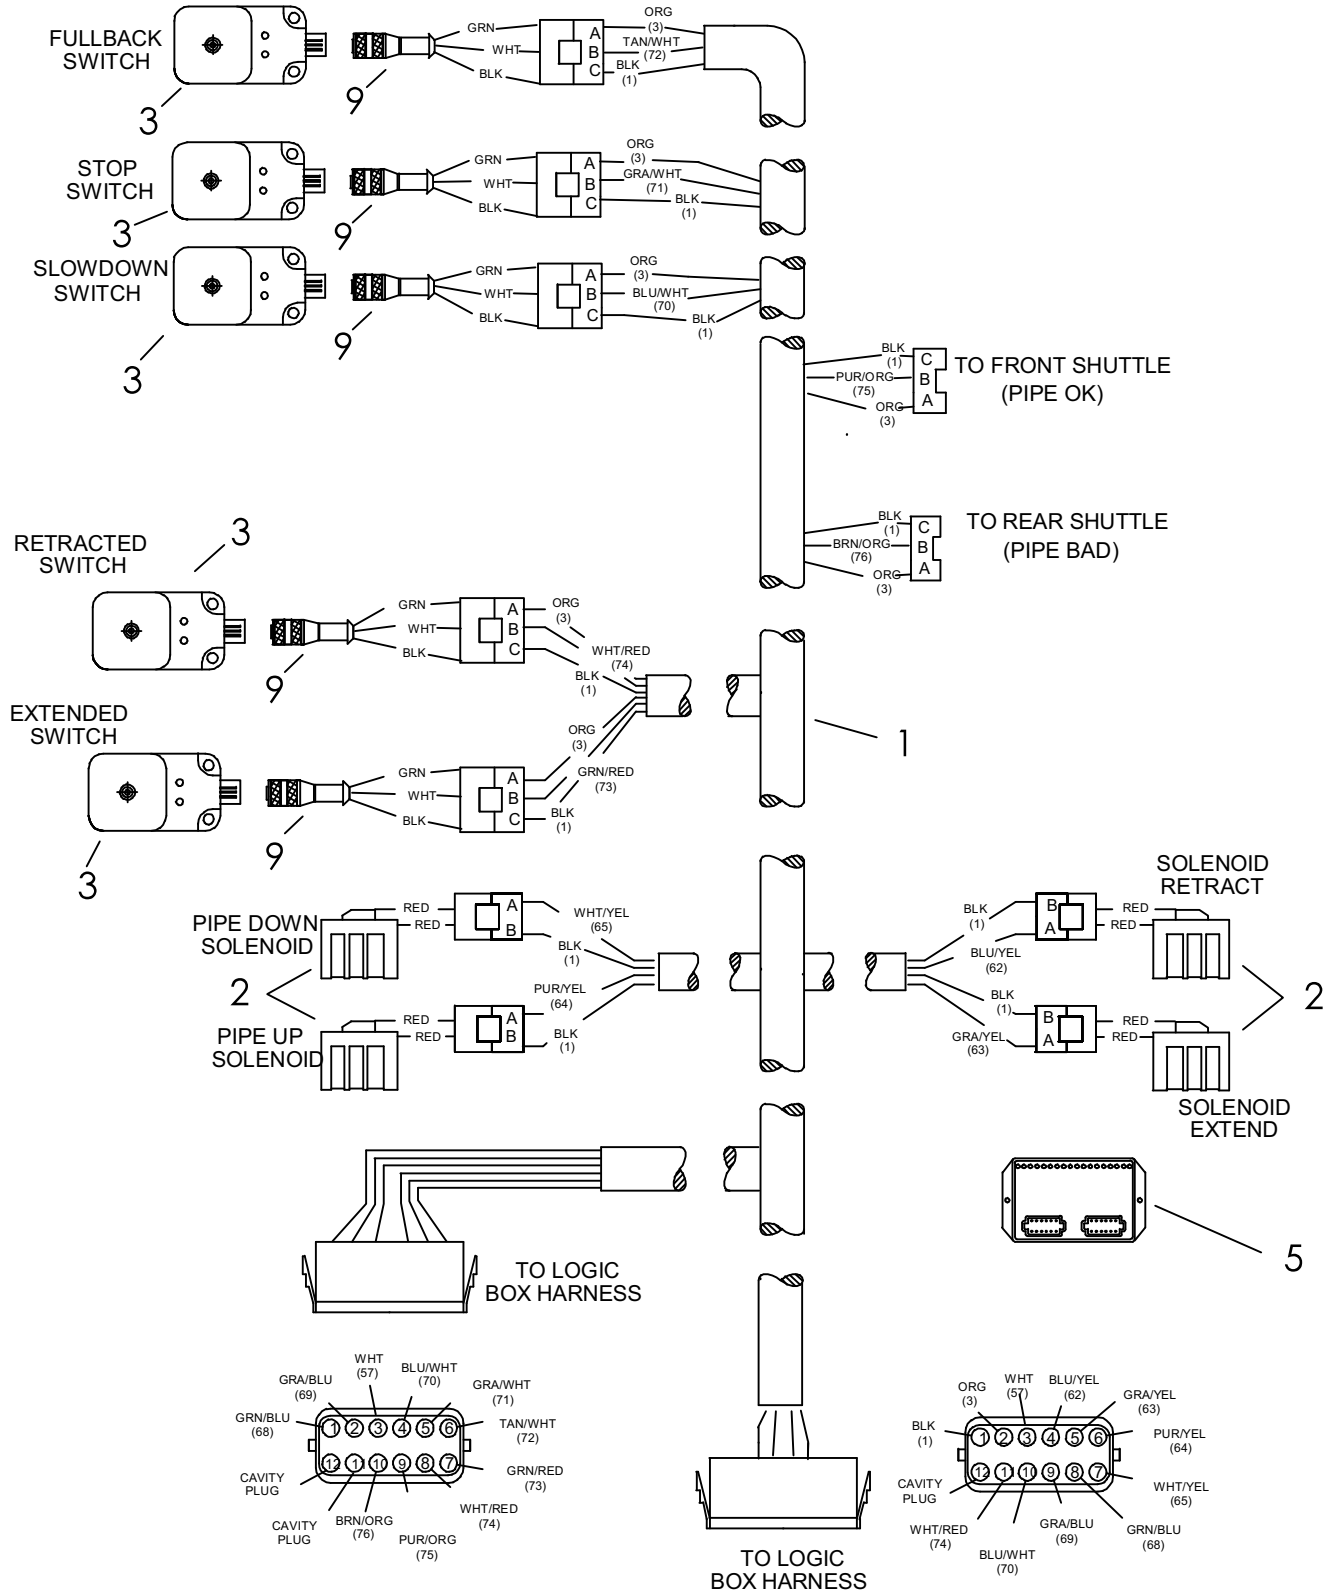 FULLBACK
SWITCH
3
9
GRN
WHT
BLK
A
B
C
ORG
(3)
TAN/WHT
(72)
BLK
(1)
STOP
SWITCH
3
9
GRN
WHT
BLK
A
B
C
ORG
(3)
GRA/WHT
(71)
BLK
(1)
SLOWDOWN
SWITCH
3
9
GRN
WHT
BLK
A
B
C
ORG
(3)
BLU/WHT
(70)
BLK
(1)
BLK
(1)
PUR/ORG
(75)
ORG
(3)
C
B
A
TO FRONT SHUTTLE
(PIPE OK)
BLK
(1)
BRN/ORG
(76)
ORG
(3)
C
B
A
TO REAR SHUTTLE
(PIPE BAD)
RETRACTED
SWITCH
3
9
GRN
WHT
BLK
A
B
C
ORG
(3)
WHT/RED
(74)
BLK
(1)
1
EXTENDED
SWITCH
3
9
GRN
WHT
BLK
A
B
C
ORG
(3)
GRN/RED
(73)
BLK
(1)
PIPE DOWN
SOLENOID
RED
RED
A
B
WHT/YEL
(65)
BLK
(1)
2
PIPE UP
SOLENOID
RED
RED
A
B
PUR/YEL
(64)
BLK
(1)
SOLENOID
RETRACT
BLK
(1)
BLU/YEL
(62)
B
A
RED
RED
2
BLK
(1)
GRA/YEL
(63)
B
A
RED
RED
SOLENOID
EXTEND
5
TO LOGIC
BOX HARNESS
GRN/BLU
(68)
GRA/BLU
(69)
WHT
(57)
BLU/WHT
(70)
GRA/WHT
(71)
TAN/WHT
(72)
1 2 3 4 5 6
12 11 10 9 8 7
CAVITY
PLUG
CAVITY
PLUG
BRN/ORG
(76)
PUR/ORG
(75)
WHT/RED
(74)
GRN/RED
(73)
TO LOGIC
BOX HARNESS
BLK
(1)
ORG
(3)
WHT
(57)
BLU/YEL
(62)
GRA/YEL
(63)
PUR/YEL
(64)
1 2 3 4 5 6
12 11 10 9 8 7
CAVITY
PLUG
WHT/RED
(74)
BLU/WHT
(70)
GRA/BLU
(69)
GRN/BLU
(68)
WHT/YEL
(65)